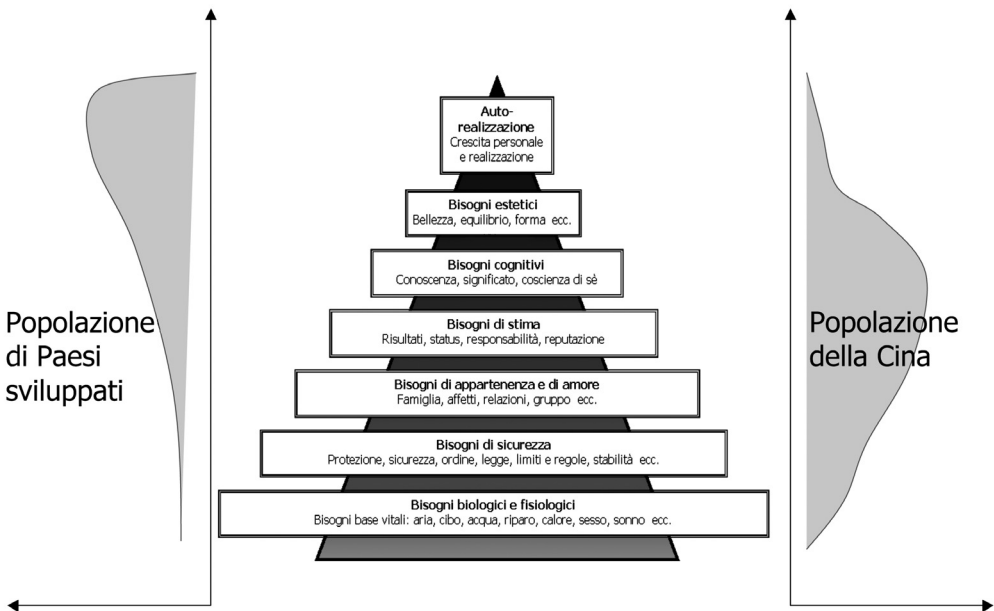 Auto-
realizzazione
Crescita personale
e realizzazione
Bisogni estetici
Bellezza, equilibrio, forma ecc.
Bisogni cognitivi
Conoscenza, significato, coscienza di sè
Bisogni di stima
Risultati, status, responsabilità, reputazione
Bisogni di appartenenza e di amore
Famiglia, affetti, relazioni, gruppo ecc.
Bisogni di sicurezza
Protezione, sicurezza, ordine, legge, limiti e regole, stabilità ecc.
Bisogni biologici e fisiologici
Bisogni base vitali: aria, cibo, acqua, riparo, calore, sesso, sonno ecc.
Popolazione
di Paesi
sviluppati
Popolazione
della Cina